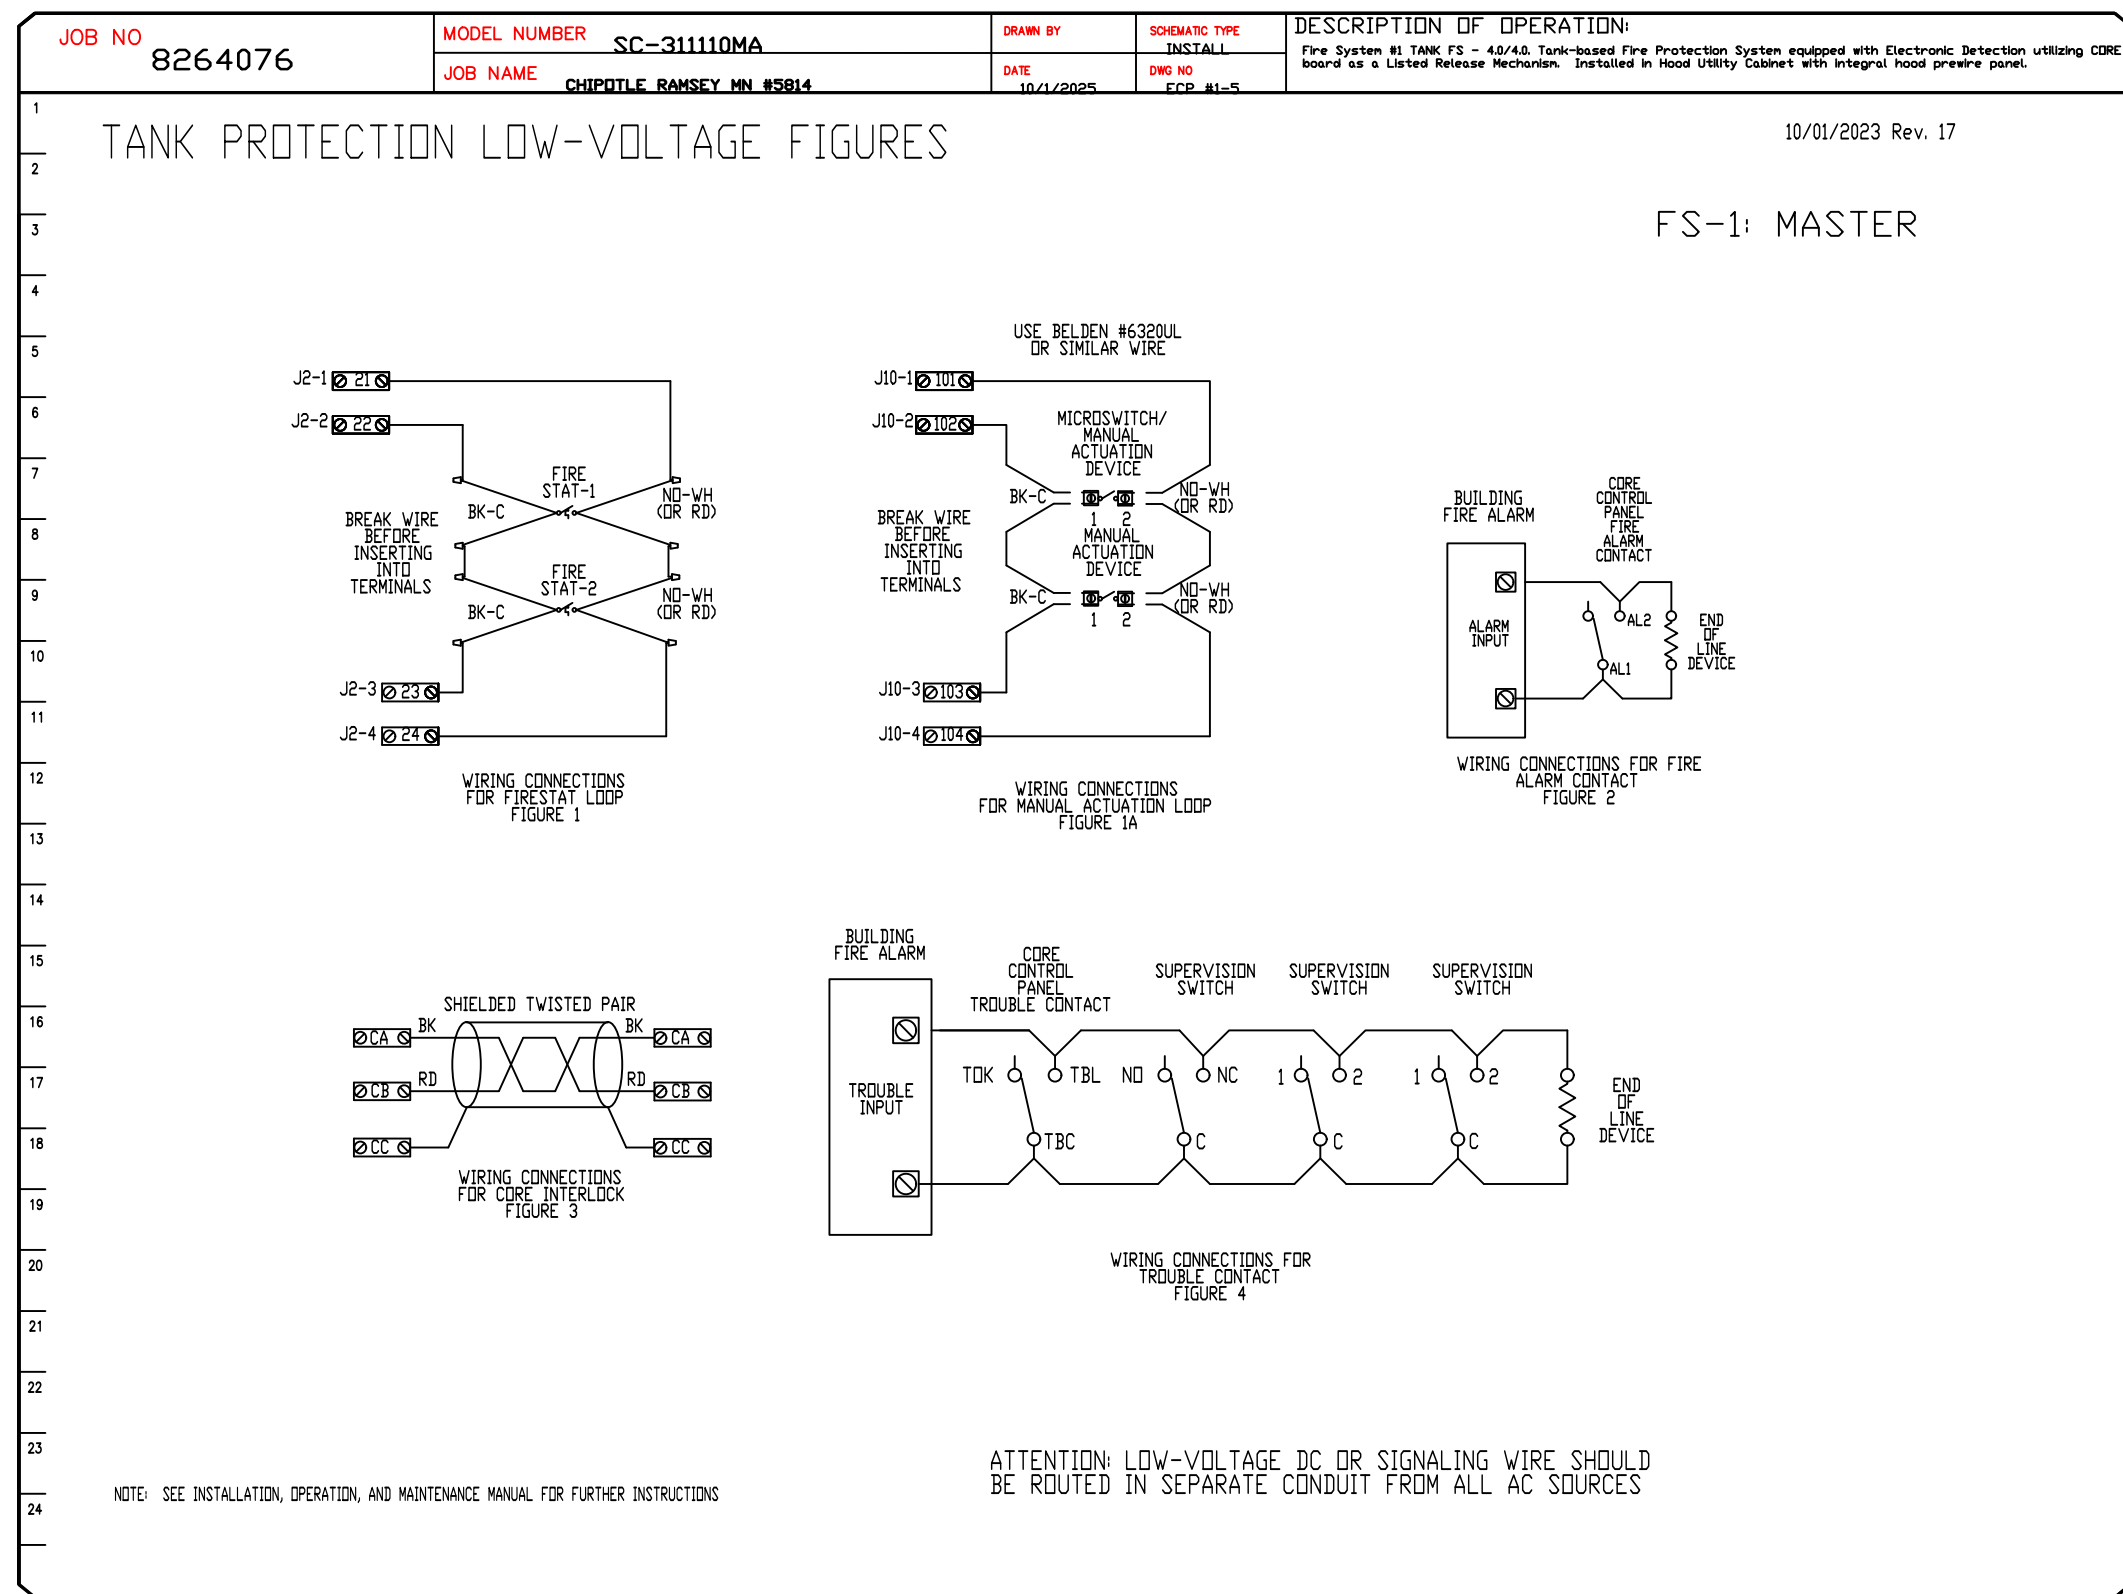 JOB NO
8264076
MODEL NUMBER
SC-311110MA
JOB NAME
CHIPOTLE RAMSEY MN #5814
DRAWN BY
DATE
10/1/2025
SCHEMATIC TYPE
INSTALL
DWG NO
ECP #1-5
DESCRIPTION OF OPERATION:
Fire System #1 TANK FS - 4.0/4.0. Tank-based Fire Protection System equipped with Electronic Detection utilizing CORE
board as a Listed Release Mechanism. Installed in Hood Utility Cabinet with integral hood prewire panel.
1
2
3
4
5
6
7
8
9
10
11
12
13
14
15
16
17
18
19
20
21
22
23
24
TANK PROTECTION LOW-VOLTAGE FIGURES
10/01/2023 Rev. 17
FS-1: MASTER
J2-1 21
J2-2 22
FIRE
STAT-1
BK-C
NO-WH
(OR RD)
BREAK WIRE
BEFORE
INSERTING
INTO
TERMINALS
FIRE
STAT-2
BK-C
NO-WH
(OR RD)
J2-3 23
J2-4 24
WIRING CONNECTIONS
FOR FIRESTAT LOOP
FIGURE 1
USE BELDEN #6320UL
OR SIMILAR WIRE
J10-1 101
J10-2 102
MICROSWITCH/
MANUAL
ACTUATION
DEVICE
BK-C
NO-WH
(OR RD)
1 2
BREAK WIRE
BEFORE
INSERTING
INTO
TERMINALS
MANUAL
ACTUATION
DEVICE
BK-C
NO-WH
(OR RD)
1 2
J10-3 103
J10-4 104
WIRING CONNECTIONS
FOR MANUAL ACTUATION LOOP
FIGURE 1A
BUILDING
FIRE ALARM
CORE
CONTROL
PANEL
FIRE
ALARM
CONTACT
ALARM
INPUT
AL2
AL1
END
OF
LINE
DEVICE
WIRING CONNECTIONS FOR FIRE
ALARM CONTACT
FIGURE 2
SHIELDED TWISTED PAIR
CA BK BK CA
CB RD RD CB
CC CC
WIRING CONNECTIONS
FOR CORE INTERLOCK
FIGURE 3
BUILDING
FIRE ALARM
CORE
CONTROL
PANEL
TROUBLE CONTACT
SUPERVISION
SWITCH
SUPERVISION
SWITCH
SUPERVISION
SWITCH
TROUBLE
INPUT
TOK TBL NO NC 1 2 1 2
TBC C C C
END
OF
LINE
DEVICE
WIRING CONNECTIONS FOR
TROUBLE CONTACT
FIGURE 4
NOTE: SEE INSTALLATION, OPERATION, AND MAINTENANCE MANUAL FOR FURTHER INSTRUCTIONS
ATTENTION: LOW-VOLTAGE DC OR SIGNALING WIRE SHOULD
BE ROUTED IN SEPARATE CONDUIT FROM ALL AC SOURCES